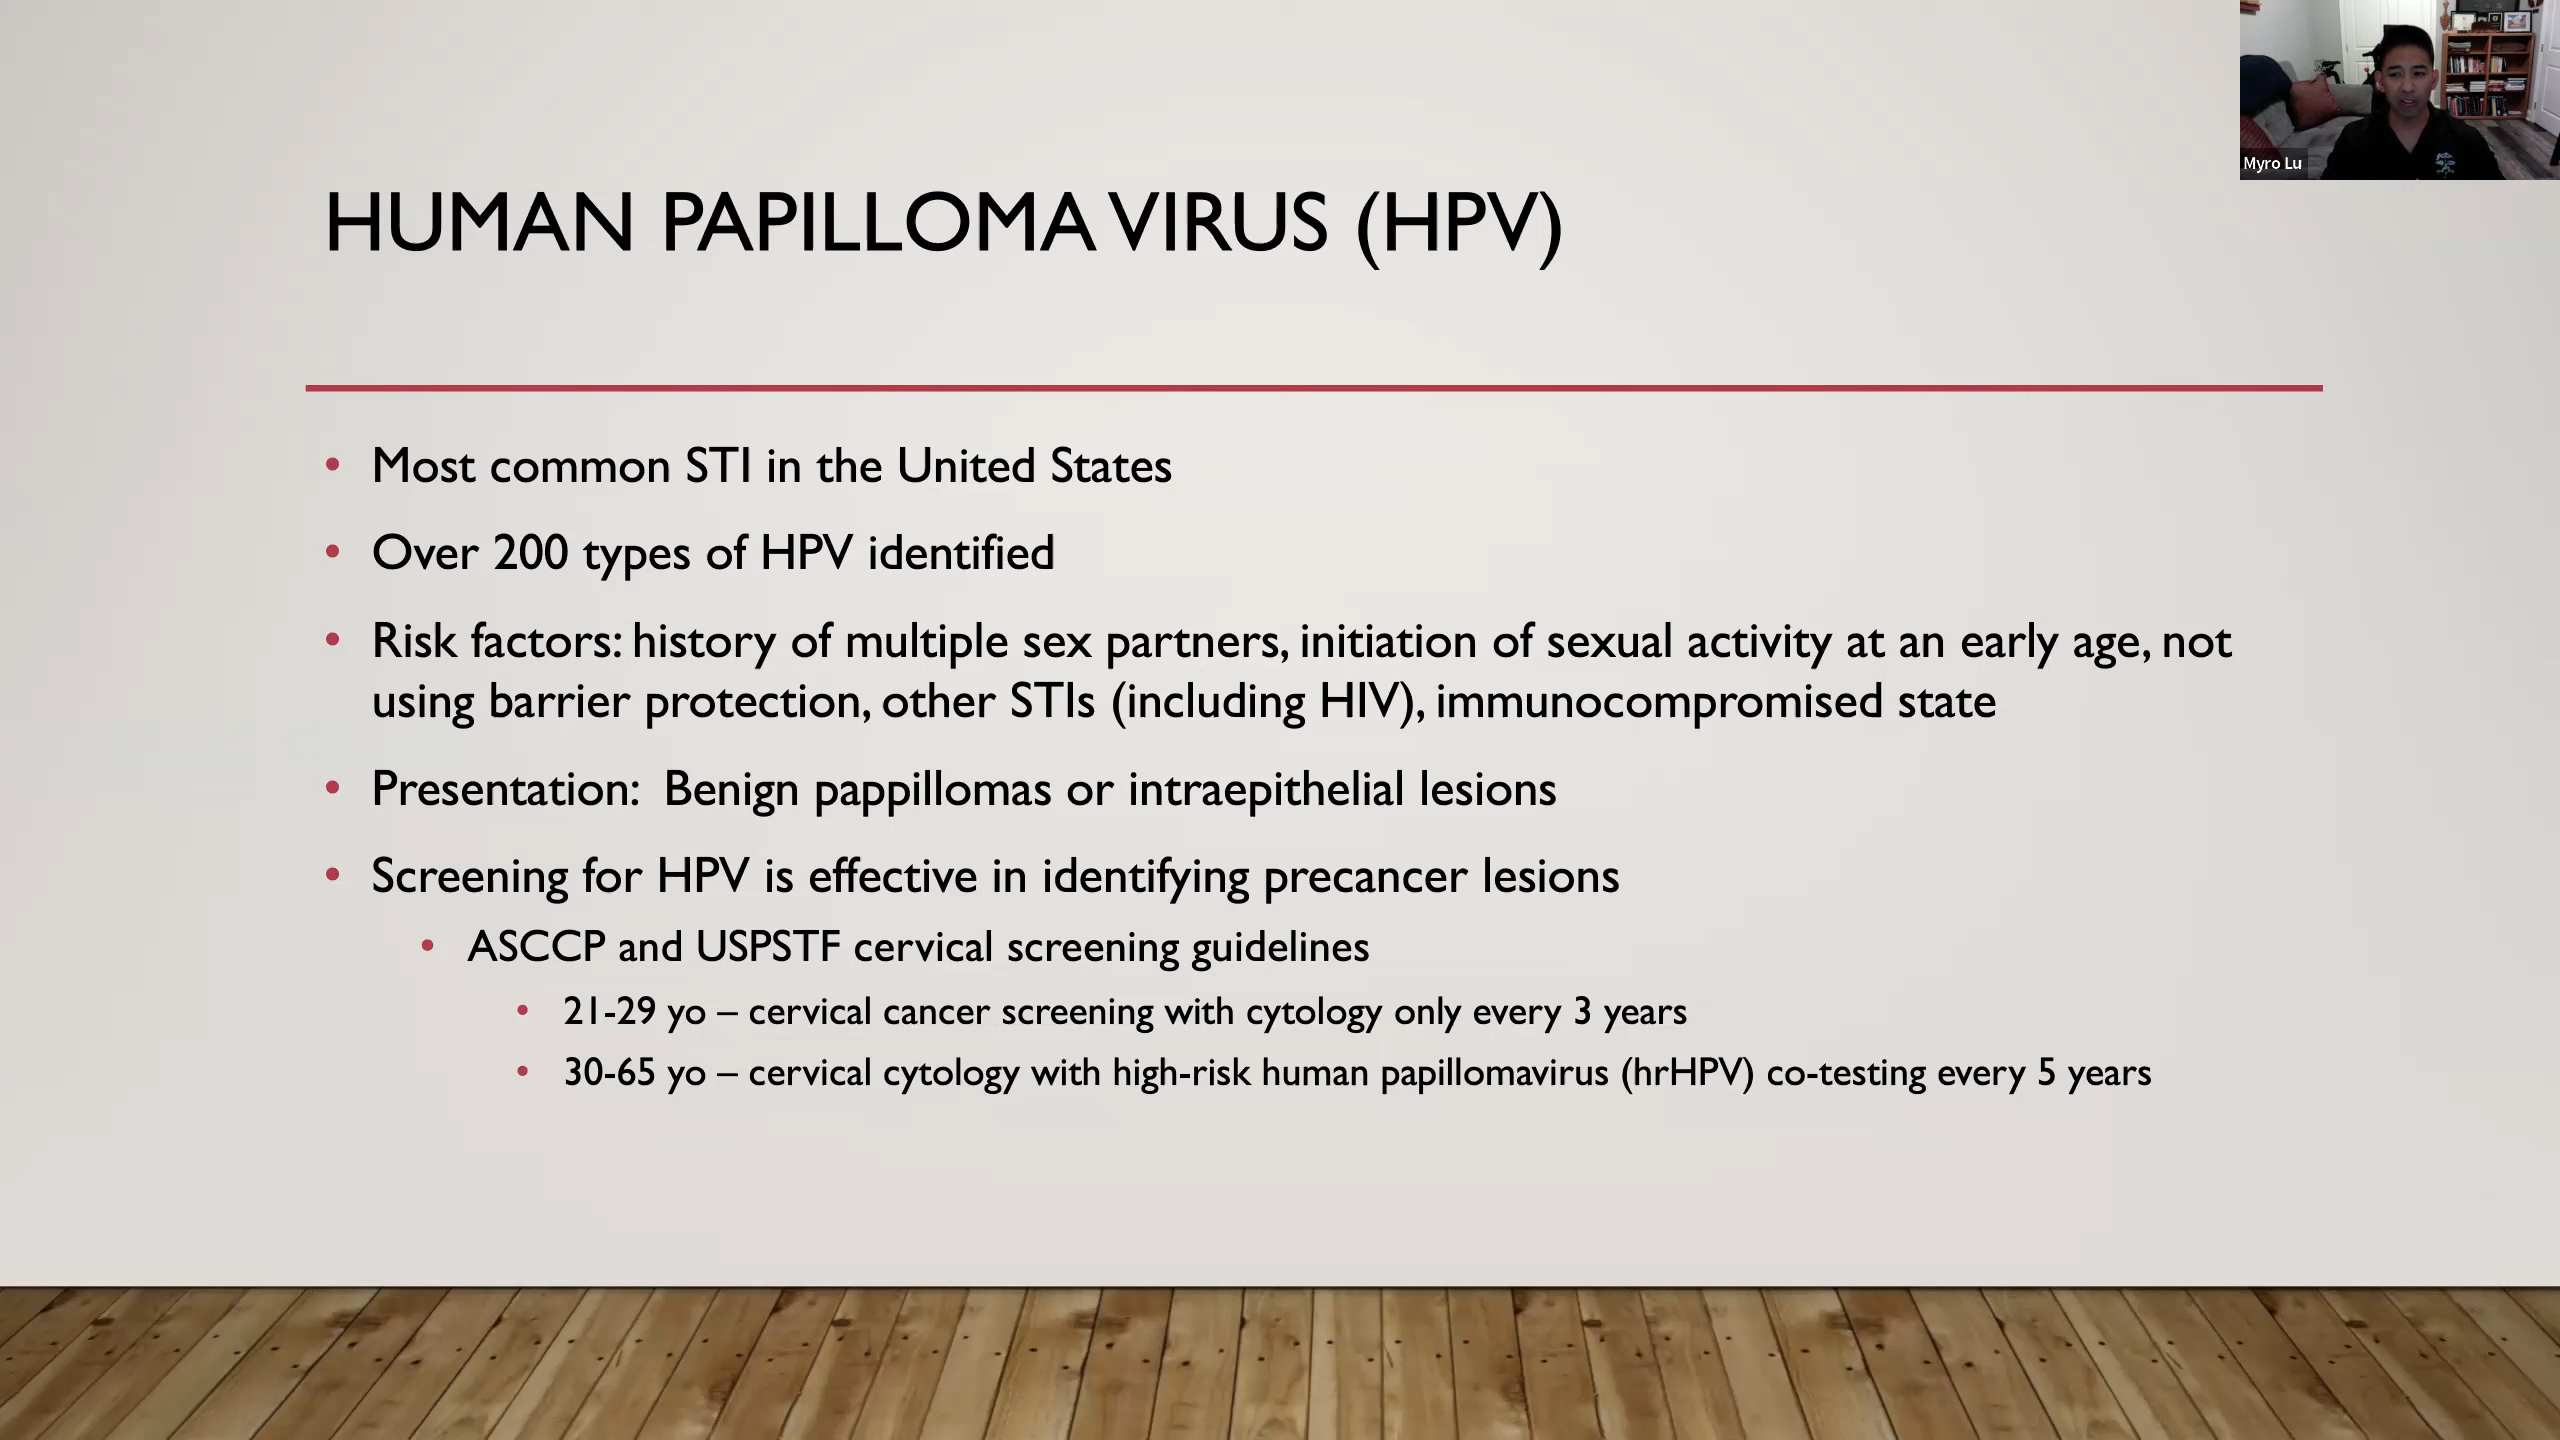 HUMAN PAPILLOMA VIRUS (HPV)
Myro Lu
• Most common STI in the United States
• Over 200 types of HPV identified
• Risk factors: history of multiple sex partners, initiation of sexual activity at an early age, not
using barrier protection, other STIs (including HIV), immunocompromised state
• Presentation:  Benign pappillomas or intraepithelial lesions
• Screening for HPV is effective in identifying precancer lesions
• ASCCP and USPSTF cervical screening guidelines
• 21-29 yo – cervical cancer screening with cytology only every 3 years
• 30-65 yo – cervical cytology with high-risk human papillomavirus (hrHPV) co-testing every 5 years